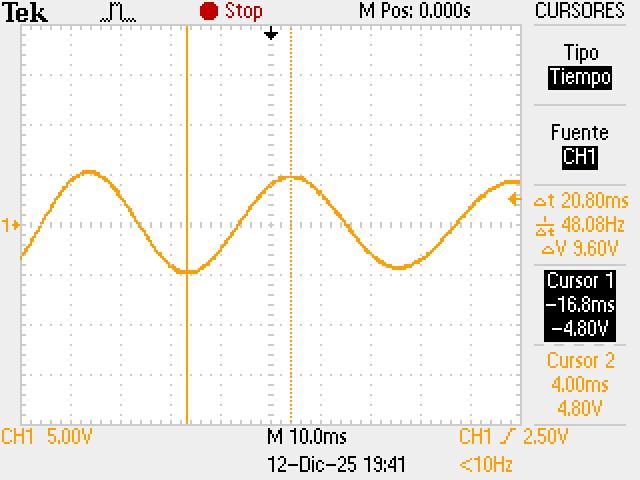 Tek Stop M Pos: 0.000s CURSORES
Tipo
Tiempo
Fuente
CH1
Δt 20.80ms
1/Δt 48.08Hz
ΔV 9.60V
Cursor 1
-16.8ms
-4.80V
Cursor 2
4.00ms
4.80V
1
CH1 5.00V M 10.0ms CH1 / 2.50V
12-Dic-25 19:41 <10Hz